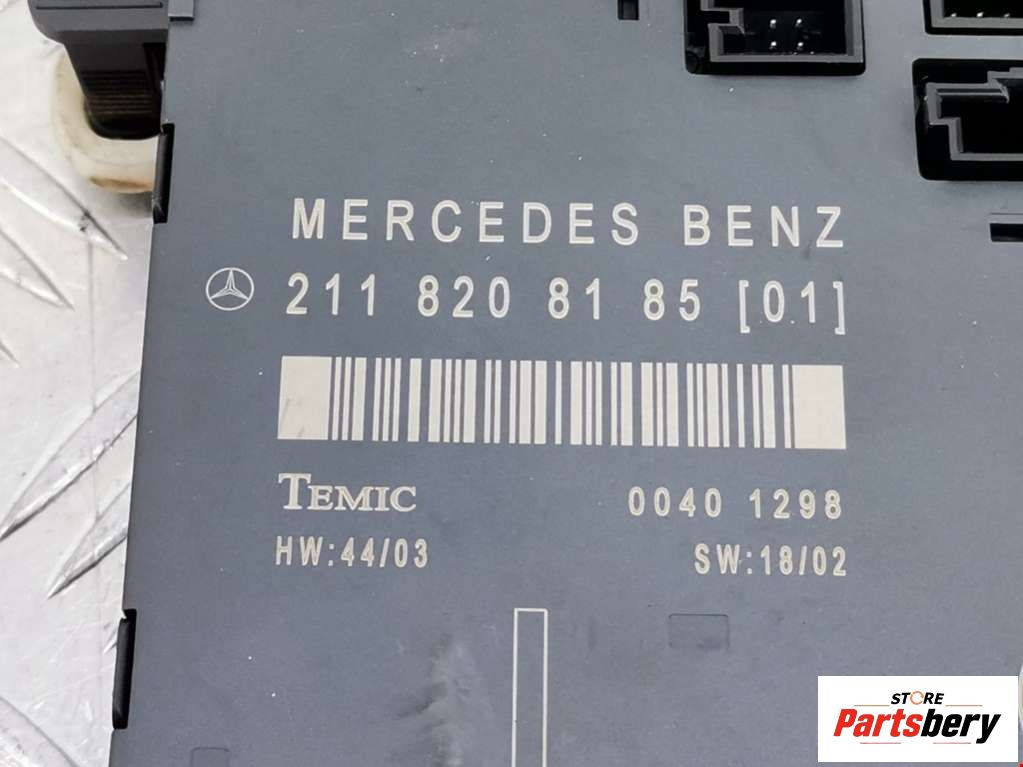 MERCEDES BENZ
211 820 81 85 [01]
TEMIC 0040 1298
HW:44/03 SW:18/02
STORE
Partsbery